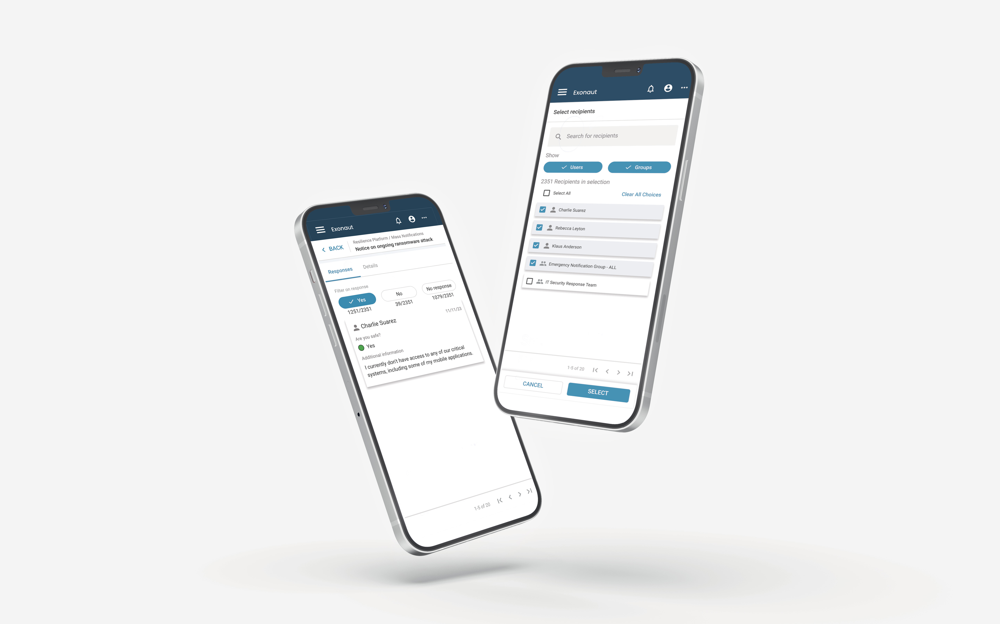 Exonaut
BACK
Resilience Platform / Mass Notifications
Notice on ongoing ransomware attack
Responses
Details
Filter on response
Yes
No
No response
1251/2351
39/2351
1079/2351
11/11/23
Charlie Suarez
Are you safe?
Yes
Additional information
I currently don't have access to any of our critical
systems, including some of my mobile applications.
1-5 of 20
Exonaut
Select recipients
Search for recipients
Show
Users
Groups
2351 Recipients in selection
Select All
Clear All Choices
Charlie Suarez
Rebecca Leyton
Klaus Anderson
Emergency Notification Group - ALL
IT Security Response Team
1-5 of 20
CANCEL
SELECT